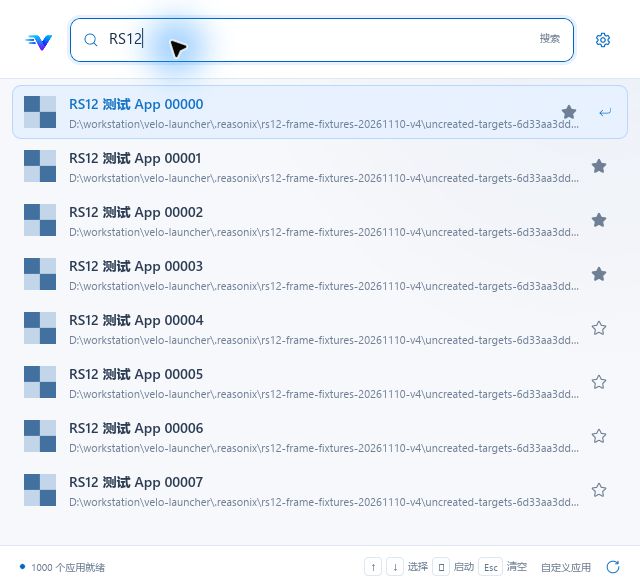 RS12 搜索
RS12 测试 App 00000
D:\workstation\velo-launcher\.reasonix\rs12-frame-fixtures-20261110-v4\uncreated-targets-6d33aa3dd...
RS12 测试 App 00001
D:\workstation\velo-launcher\.reasonix\rs12-frame-fixtures-20261110-v4\uncreated-targets-6d33aa3dd...
RS12 测试 App 00002
D:\workstation\velo-launcher\.reasonix\rs12-frame-fixtures-20261110-v4\uncreated-targets-6d33aa3dd...
RS12 测试 App 00003
D:\workstation\velo-launcher\.reasonix\rs12-frame-fixtures-20261110-v4\uncreated-targets-6d33aa3dd...
RS12 测试 App 00004
D:\workstation\velo-launcher\.reasonix\rs12-frame-fixtures-20261110-v4\uncreated-targets-6d33aa3dd...
RS12 测试 App 00005
D:\workstation\velo-launcher\.reasonix\rs12-frame-fixtures-20261110-v4\uncreated-targets-6d33aa3dd...
RS12 测试 App 00006
D:\workstation\velo-launcher\.reasonix\rs12-frame-fixtures-20261110-v4\uncreated-targets-6d33aa3dd...
RS12 测试 App 00007
D:\workstation\velo-launcher\.reasonix\rs12-frame-fixtures-20261110-v4\uncreated-targets-6d33aa3dd...
1000 个应用就绪 ↑ ↓ 选择 启动 Esc 清空 自定义应用